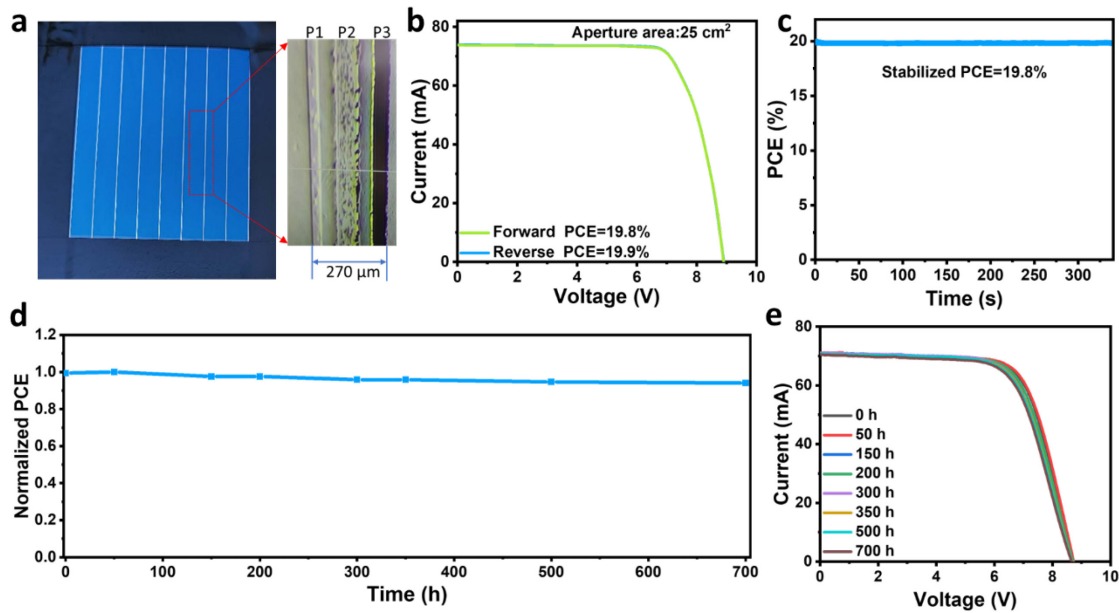 a
P1 P2 P3
270 μm
b
Aperture area:25 cm²
Forward PCE=19.8%
Reverse PCE=19.9%
Current (mA)
80
60
40
20
0
0 2 4 6 8 10
Voltage (V)
c
Stabilized PCE=19.8%
PCE (%)
20
15
10
5
0
0 50 100 150 200 250 300
Time (s)
d
Normalized PCE
1.2
1.0
0.8
0.6
0.4
0.2
0.0
0 100 200 300 400 500 600 700
Time (h)
e
Current (mA)
80
60
40
20
0
0 h
50 h
150 h
200 h
300 h
350 h
500 h
700 h
0 2 4 6 8 10
Voltage (V)